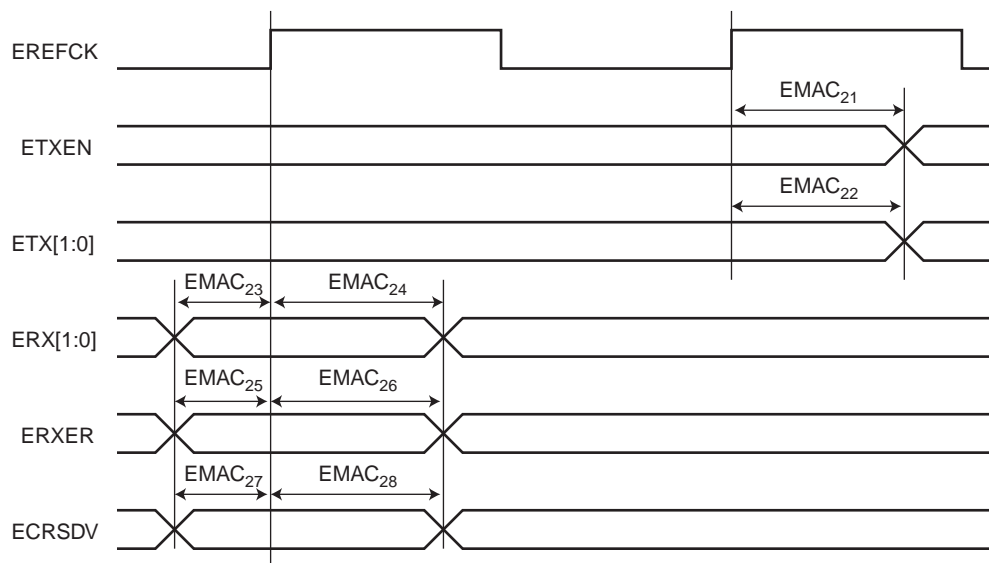 EREFCK
EMAC21
ETXEN
EMAC22
ETX[1:0]
EMAC23 EMAC24
ERX[1:0]
EMAC25 EMAC26
ERXER
EMAC27 EMAC28
ECRSDV